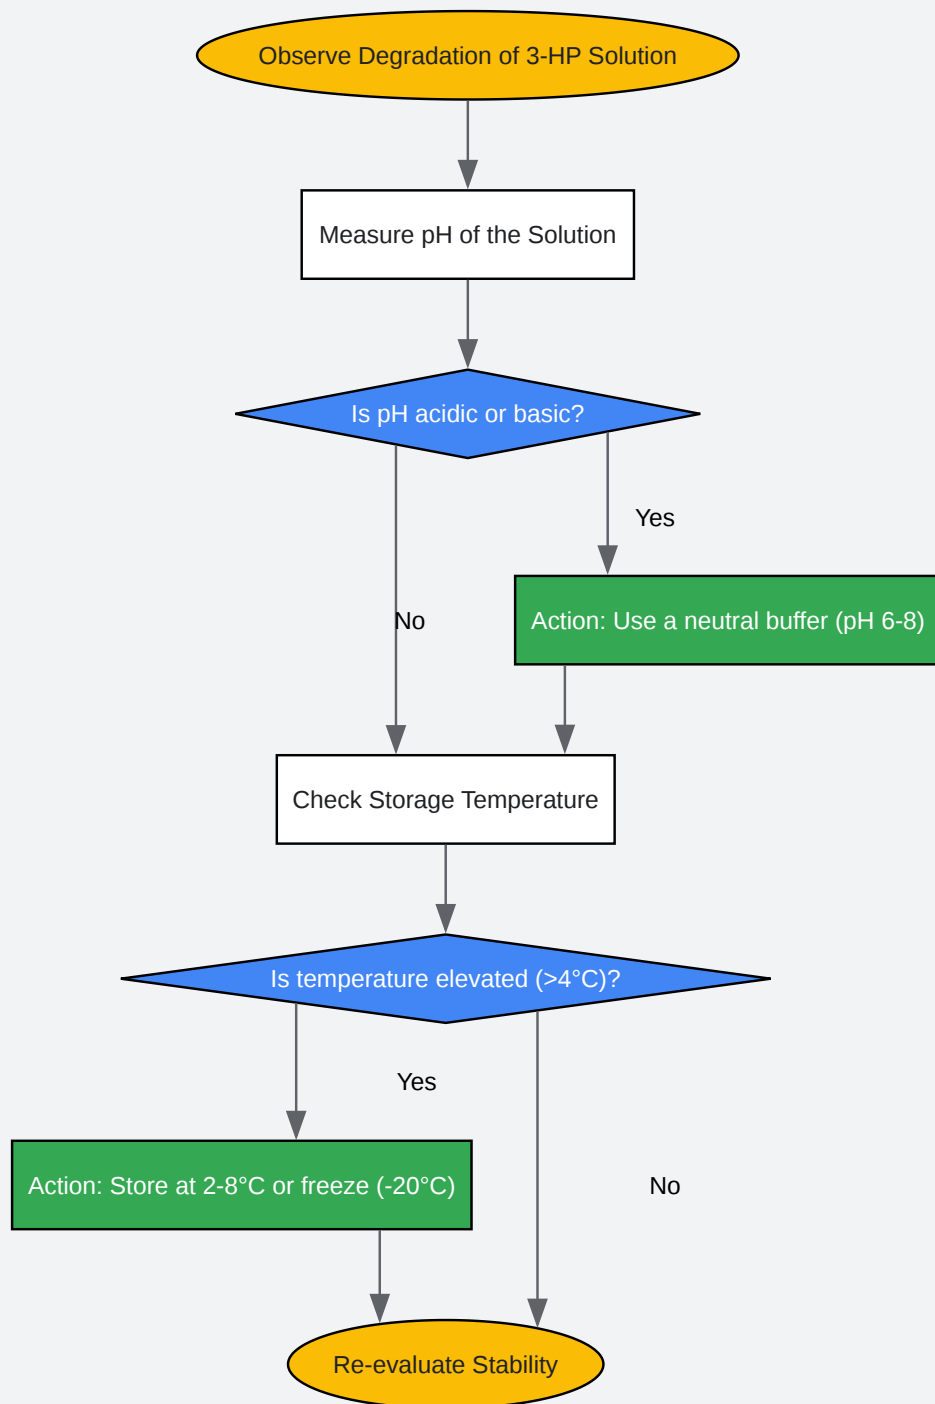 Observe Degradation of 3-HP Solution
Measure pH of the Solution
Is pH acidic or basic?
Yes
No
Action: Use a neutral buffer (pH 6-8)
Check Storage Temperature
Is temperature elevated (>4°C)?
Yes
Action: Store at 2-8°C or freeze (-20°C)
No
Re-evaluate Stability